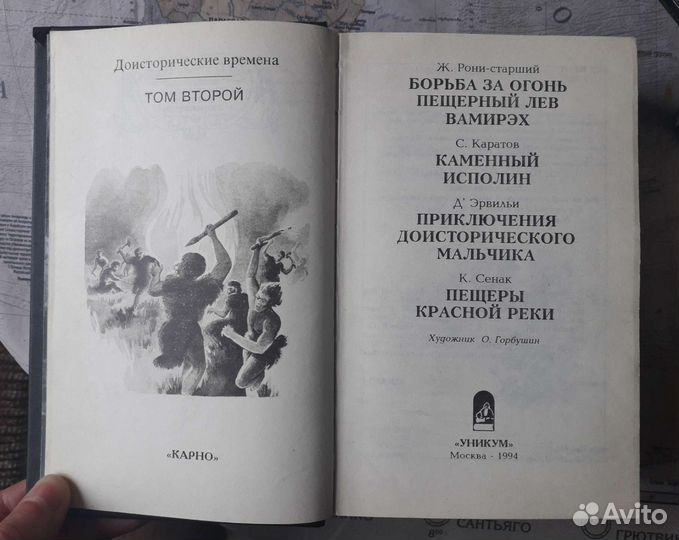 Доисторические времена
ТОМ ВТОРОЙ
«КАРНО»
Ж. Рони-старший
БОРЬБА ЗА ОГОНЬ
ПЕЩЕРНЫЙ ЛЕВ
ВАМИРЭХ
С. Каратов
КАМЕННЫЙ
ИСПОЛИН
Д' Эрвильи
ПРИКЛЮЧЕНИЯ
ДОИСТОРИЧЕСКОГО
МАЛЬЧИКА
К. Сенак
ПЕЩЕРЫ
КРАСНОЙ РЕКИ
Художник О. Горбушин
«УНИКУМ»
Москва - 1994
САНТЬЯГО
ГРЮТВИК
Avito